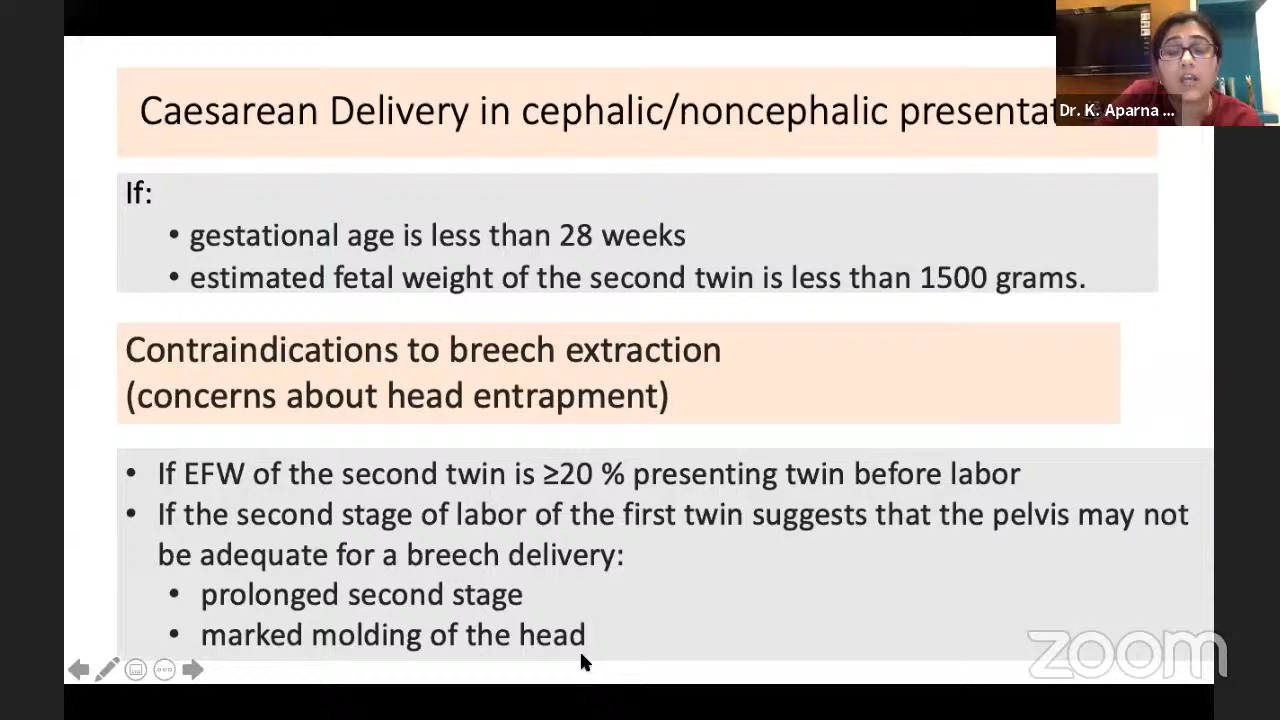 Caesarean Delivery in cephalic/noncephalic
Dr. K. Aparna ...
If:
• gestational age is less than 28 weeks
• estimated fetal weight of the second twin is less than 1500 grams.
Contraindications to breech extraction
(concerns about head entrapment)
• If EFW of the second twin is ≥20 % presenting twin before labor
• If the second stage of labor of the first twin suggests that the pelvis may not
be adequate for a breech delivery:
• prolonged second stage
• marked molding of the head
zoom